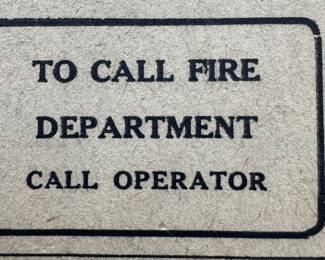 TO CALL FIRE
DEPARTMENT
CALL OPERATOR